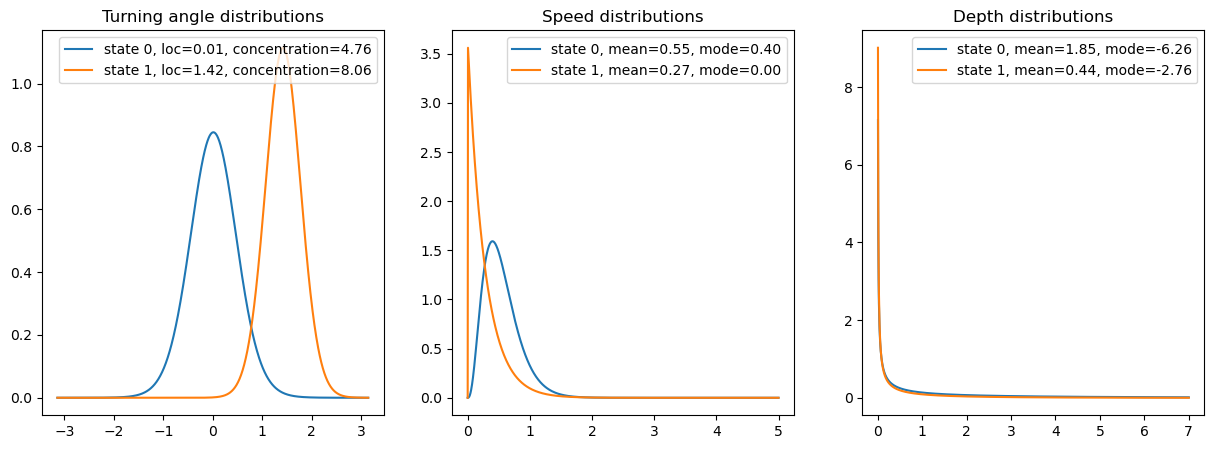 Turning angle distributions
state 0, loc=0.01, concentration=4.76
state 1, loc=1.42, concentration=8.06
1.0
0.8
0.6
0.4
0.2
0.0
−3 −2 −1 0 1 2 3
Speed distributions
state 0, mean=0.55, mode=0.40
state 1, mean=0.27, mode=0.00
3.5
3.0
2.5
2.0
1.5
1.0
0.5
0.0
0 1 2 3 4 5
Depth distributions
state 0, mean=1.85, mode=-6.26
state 1, mean=0.44, mode=-2.76
8
6
4
2
0
0 1 2 3 4 5 6 7